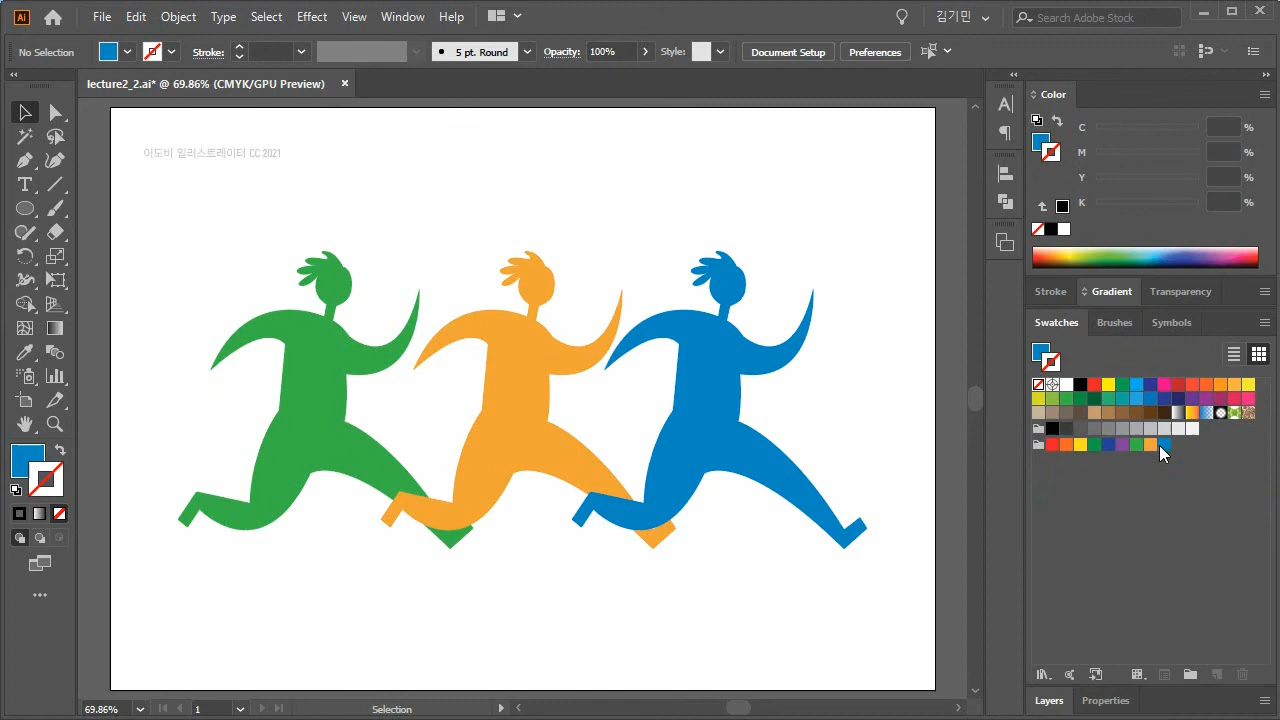 Ai File Edit Object Type Select Effect View Window Help 김기민 Search Adobe Stock
No Selection Stroke: 5 pt. Round Opacity: 100% Style: Document Setup Preferences
lecture2_2.ai* @ 69.86% (CMYK/GPU Preview) ×
Color
어도비 일러스트레이터 CC 2021
C %
M %
Y %
K %
Stroke Gradient Transparency
Swatches Brushes Symbols
Layers Properties
69.86% 1 Selection